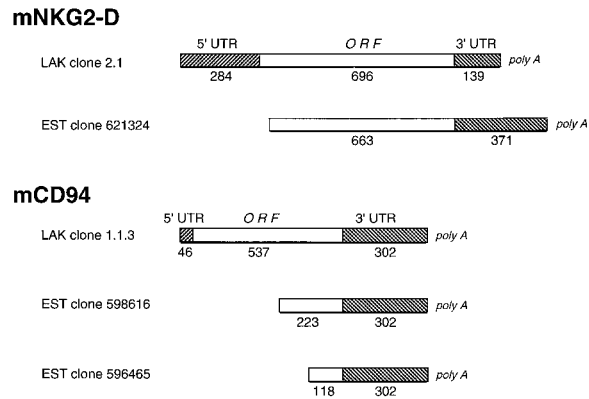 mNKG2-D
5' UTR ORF 3' UTR
LAK clone 2.1 poly A
284 696 139
EST clone 621324 poly A
663 371
mCD94
5' UTR ORF 3' UTR
LAK clone 1.1.3 poly A
46 537 302
EST clone 598616 poly A
223 302
EST clone 596465 poly A
118 302